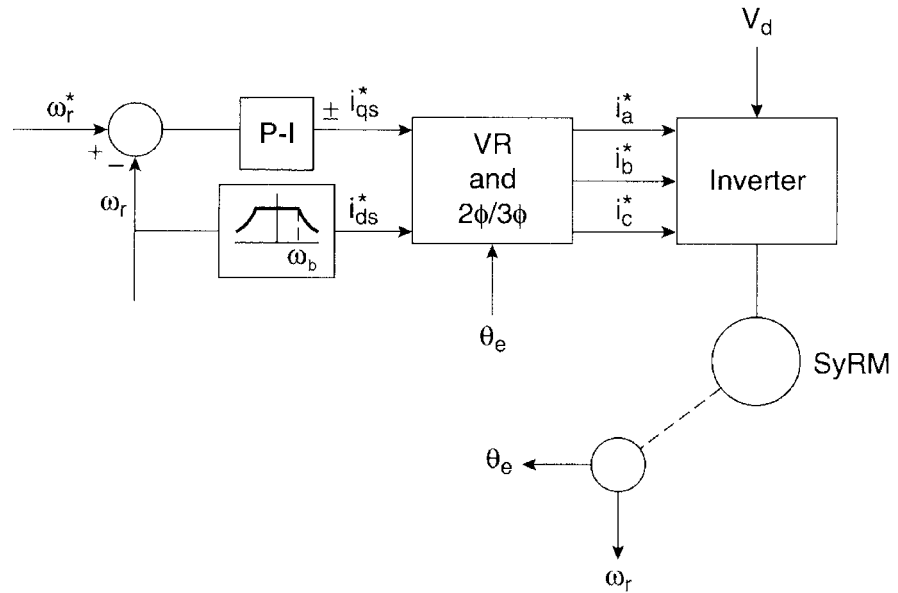 V_d
ω_r^*
+
−
P-I
± i_qs^*
VR
and
2ϕ/3ϕ
i_a^*
i_b^*
i_c^*
Inverter
ω_r
ω_b
i_ds^*
θ_e
SyRM
θ_e
ω_r